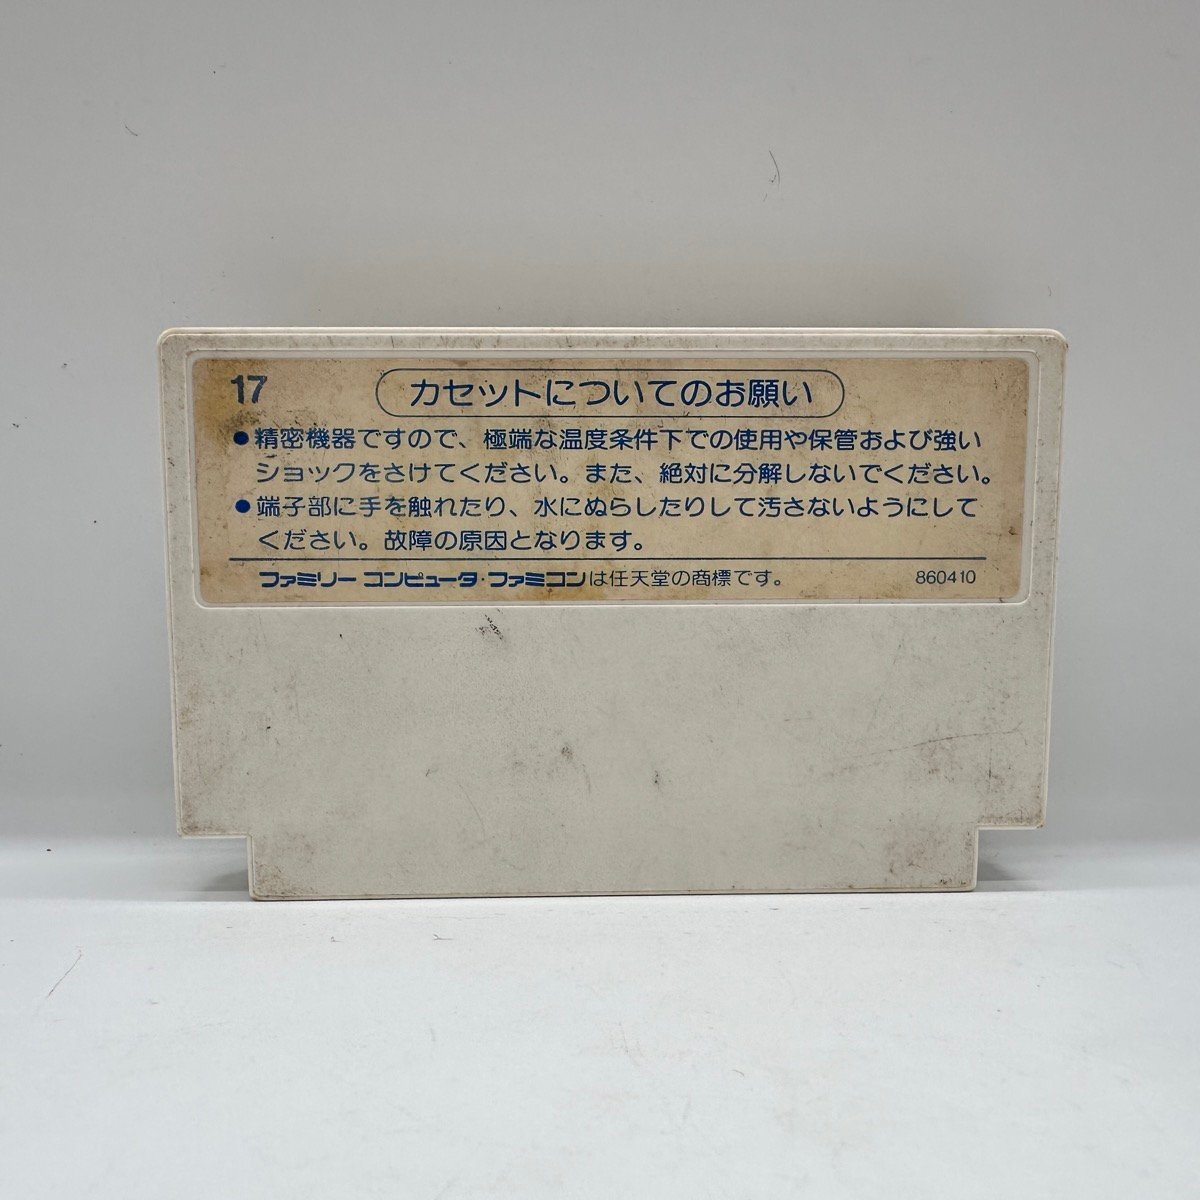 17
カセットについてのお願い
●精密機器ですので、極端な温度条件下での使用や保管および強い
ショックをさけてください。また、絶対に分解しないでください。
●端子部に手を触れたり、水にぬらしたりして汚さないようにして
ください。故障の原因となります。
ファミリー コンピュータ・ファミコンは任天堂の商標です。 860410